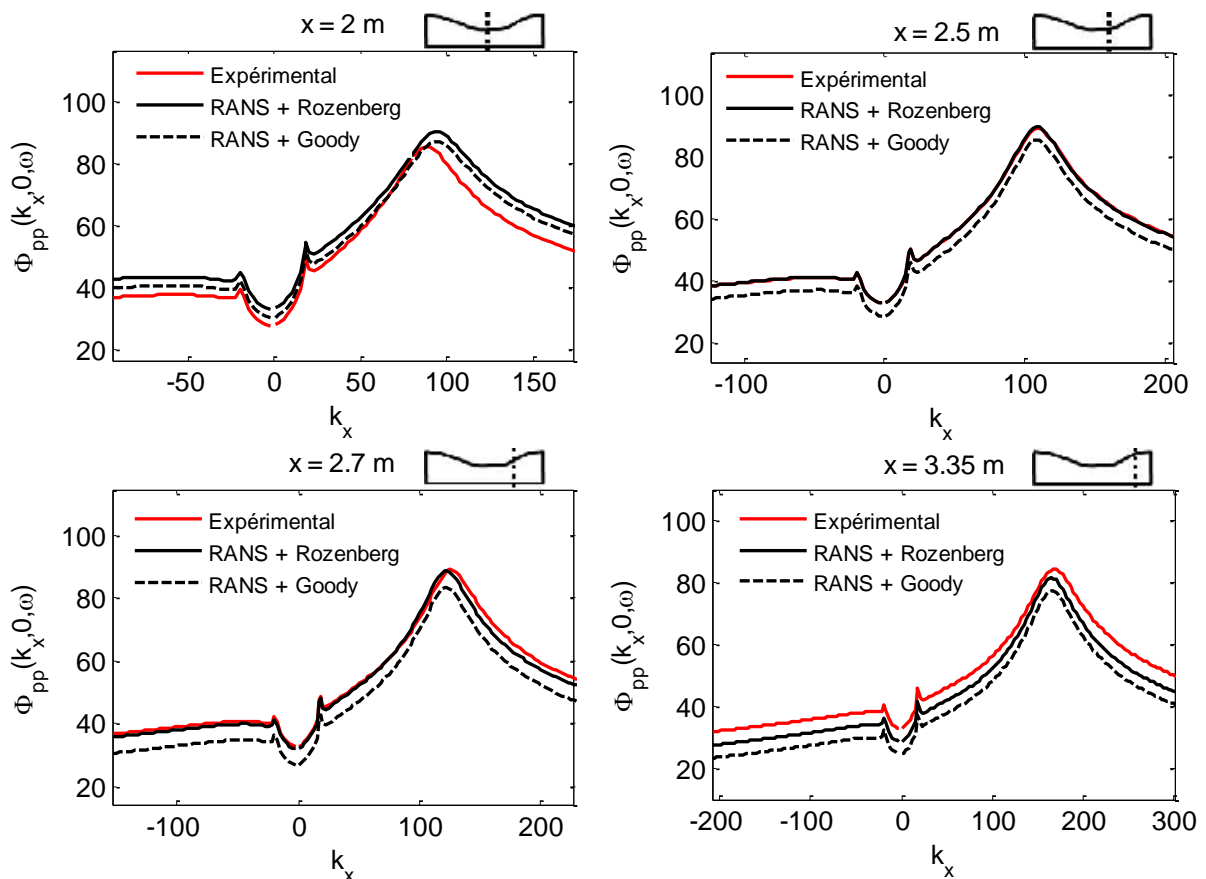 x = 2 m
Expérimental
RANS + Rozenberg
RANS + Goody
Φpp(kx,0,ω)
100
80
60
40
20
-50
0
50
100
150
kx
x = 2.5 m
Expérimental
RANS + Rozenberg
RANS + Goody
Φpp(kx,0,ω)
100
80
60
40
20
-100
0
100
200
kx
x = 2.7 m
Expérimental
RANS + Rozenberg
RANS + Goody
Φpp(kx,0,ω)
100
80
60
40
20
-100
0
100
200
kx
x = 3.35 m
Expérimental
RANS + Rozenberg
RANS + Goody
Φpp(kx,0,ω)
100
80
60
40
20
-200
-100
0
100
200
300
kx